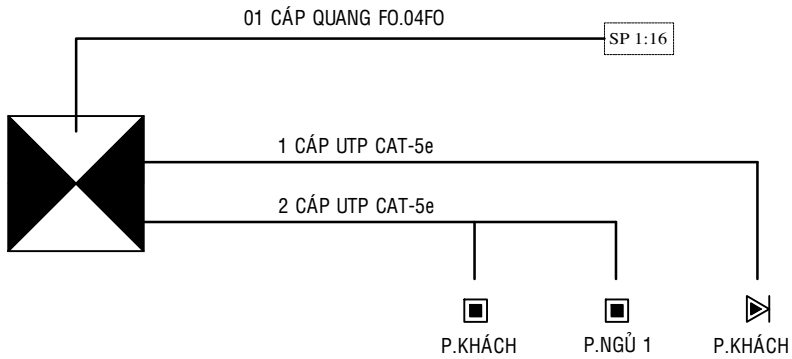 01 CÁP QUANG FO.04FO
SP 1:16
1 CÁP UTP CAT-5e
2 CÁP UTP CAT-5e
P.KHÁCH
P.NGỦ 1
P.KHÁCH